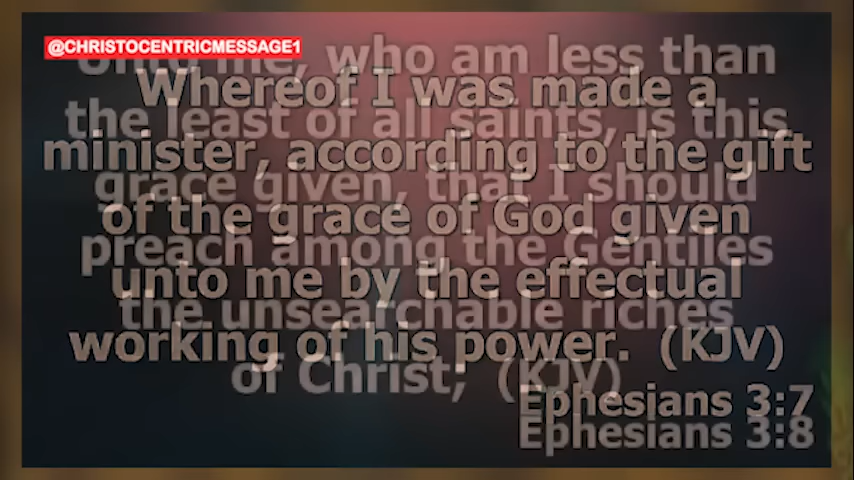 @CHRISTOCENTRICMESSAGE1
Unto me, who am less than
Whereof I was made a
the least of all saints, is this
minister, according to the gift
grace given, that I should
of the grace of God given
preach among the Gentiles
unto me by the effectual
the unsearchable riches
working of his power. (KJV)
of Christ; (KJV)
Ephesians 3:7
Ephesians 3:8